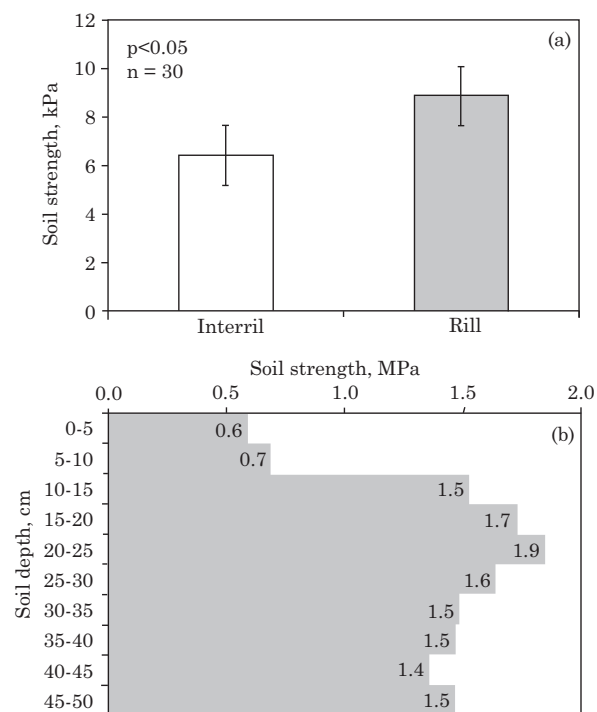 (a)
p<0.05
n = 30
Soil strength, kPa
12
10
8
6
4
2
0
Interril
Rill
Soil strength, MPa
0.0 0.5 1.0 1.5 2.0
(b)
Soil depth, cm
0-5 0.6
5-10 0.7
10-15 1.5
15-20 1.7
20-25 1.9
25-30 1.6
30-35 1.5
35-40 1.5
40-45 1.4
45-50 1.5